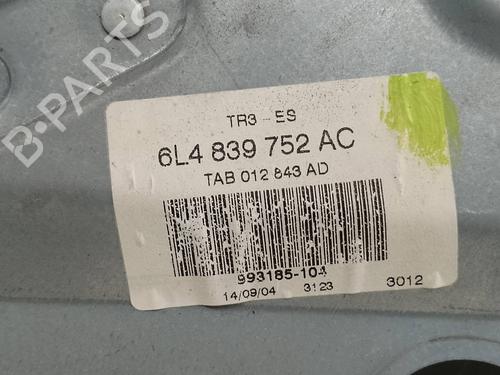 B-PARTS
TR3 - ES
6L4 839 752 AC
TAB 012 843 AD
993185-104
14/09/04 3123 3012